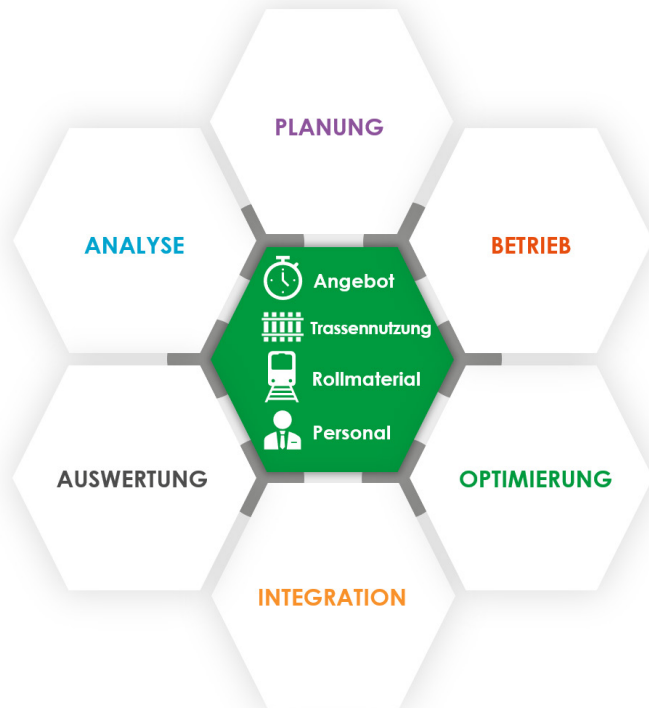 PLANUNG
ANALYSE
BETRIEB
Angebot
Trassennutzung
Rollmaterial
Personal
AUSWERTUNG
OPTIMIERUNG
INTEGRATION